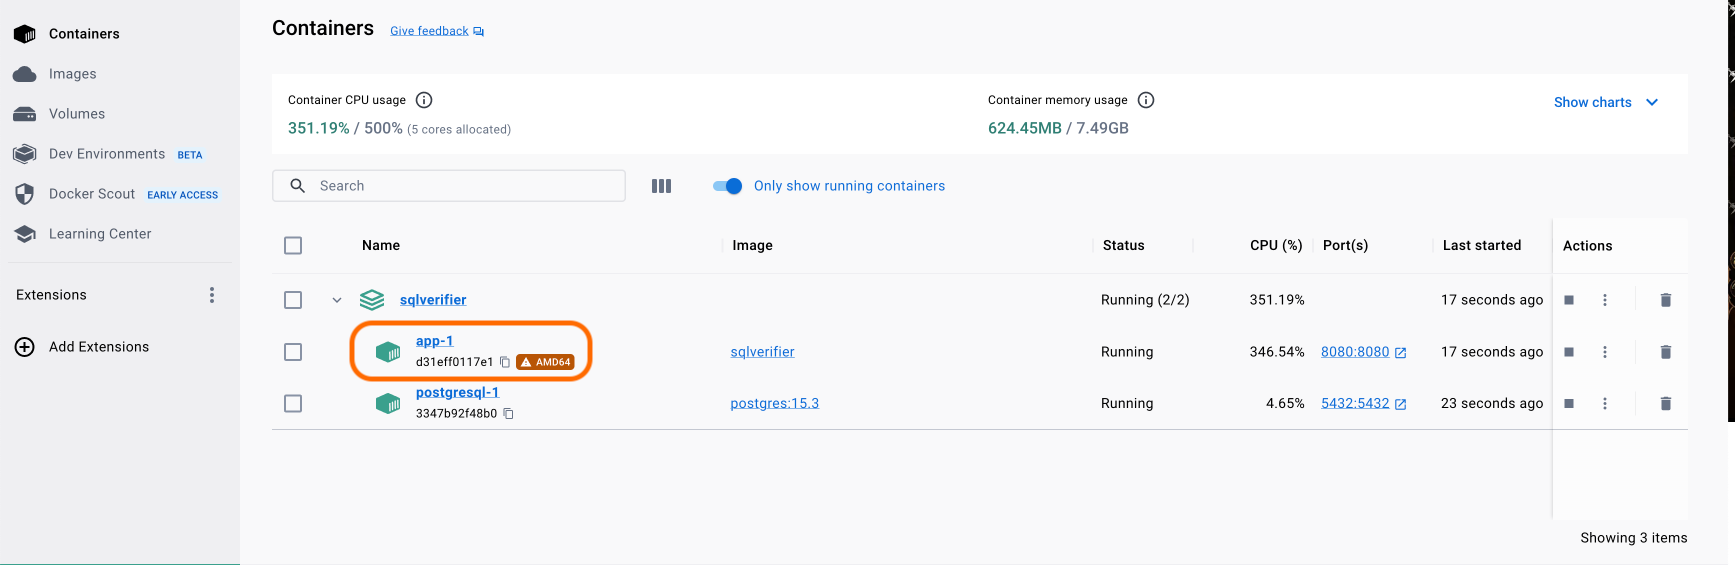 Containers
Images
Volumes
Dev Environments BETA
Docker Scout EARLY ACCESS
Learning Center
Extensions
Add Extensions
Containers Give feedback
Container CPU usage
351.19% / 500% (5 cores allocated)
Container memory usage
624.45MB / 7.49GB
Show charts
Search
Only show running containers
Name Image Status CPU (%) Port(s) Last started Actions
sqlverifier Running (2/2) 351.19% 17 seconds ago
app-1
d31eff0117e1 AMD64
sqlverifier Running 346.54% 8080:8080 17 seconds ago
postgresql-1
3347b92f48b0
postgres:15.3 Running 4.65% 5432:5432 23 seconds ago
Showing 3 items